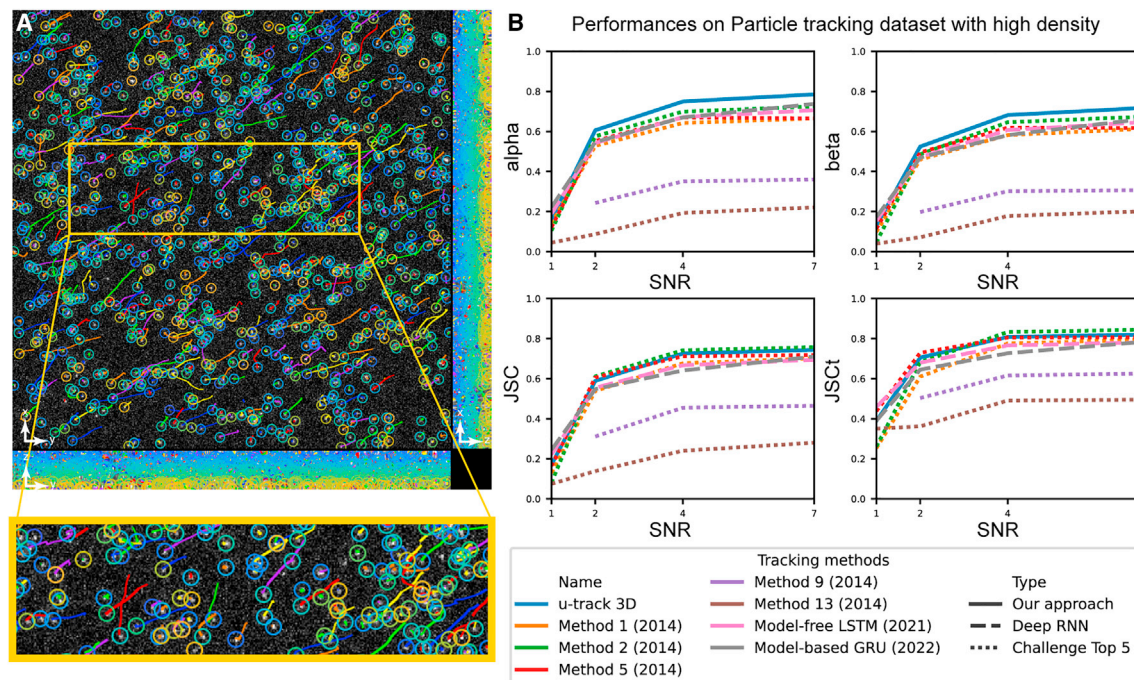 A
x
y
x
z
B
Performances on Particle tracking dataset with high density
1.0
0.8
0.6
0.4
0.2
0.0
alpha
1 2 4 7
SNR
1.0
0.8
0.6
0.4
0.2
0.0
beta
1 2 4
SNR
1.0
0.8
0.6
0.4
0.2
0.0
JSC
1 2 4 7
SNR
1.0
0.8
0.6
0.4
0.2
0.0
JSCt
1 2 4
SNR
Tracking methods
Name
u-track 3D
Method 1 (2014)
Method 2 (2014)
Method 5 (2014)
Method 9 (2014)
Method 13 (2014)
Model-free LSTM (2021)
Model-based GRU (2022)
Type
Our approach
Deep RNN
Challenge Top 5